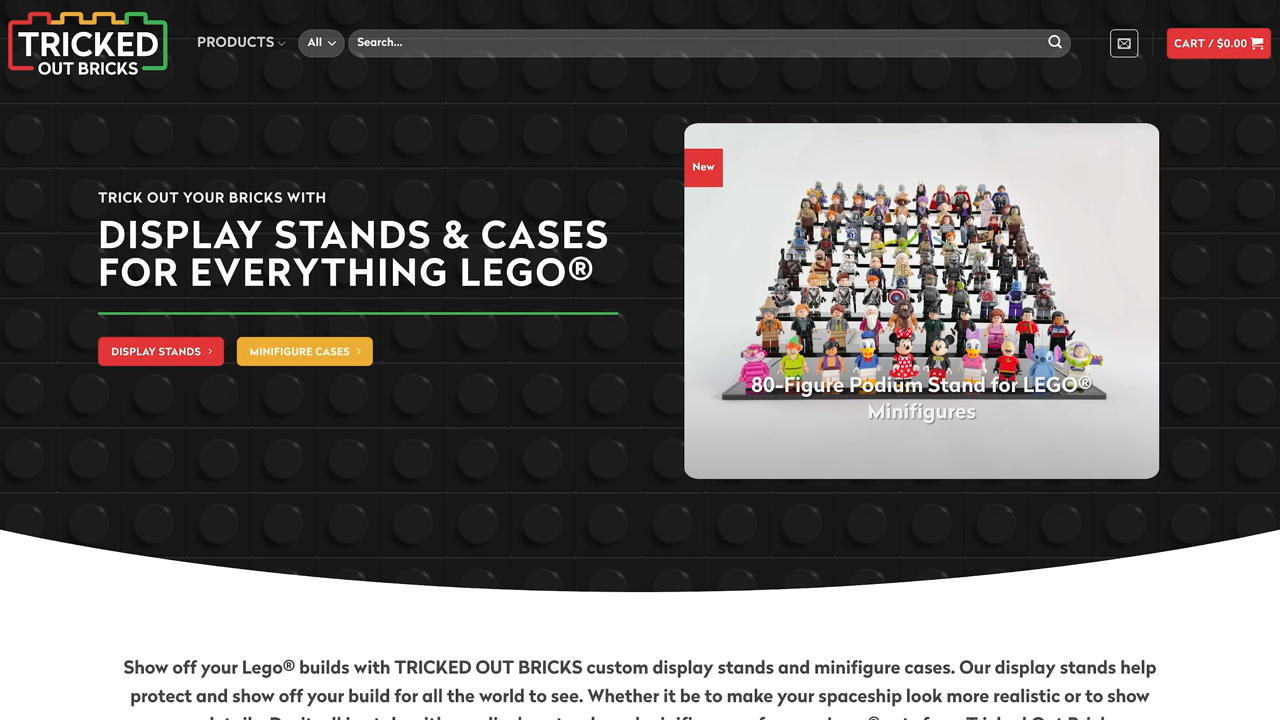 TRICKED
OUT BRICKS
PRODUCTS
All
Search...
CART / $0.00
New
TRICK OUT YOUR BRICKS WITH
DISPLAY STANDS & CASES
FOR EVERYTHING LEGO®
DISPLAY STANDS
MINIFIGURE CASES
80-Figure Podium Stand for LEGO®
Minifigures
Show off your Lego® builds with TRICKED OUT BRICKS custom display stands and minifigure cases. Our display stands help
protect and show off your build for all the world to see. Whether it be to make your spaceship look more realistic or to show